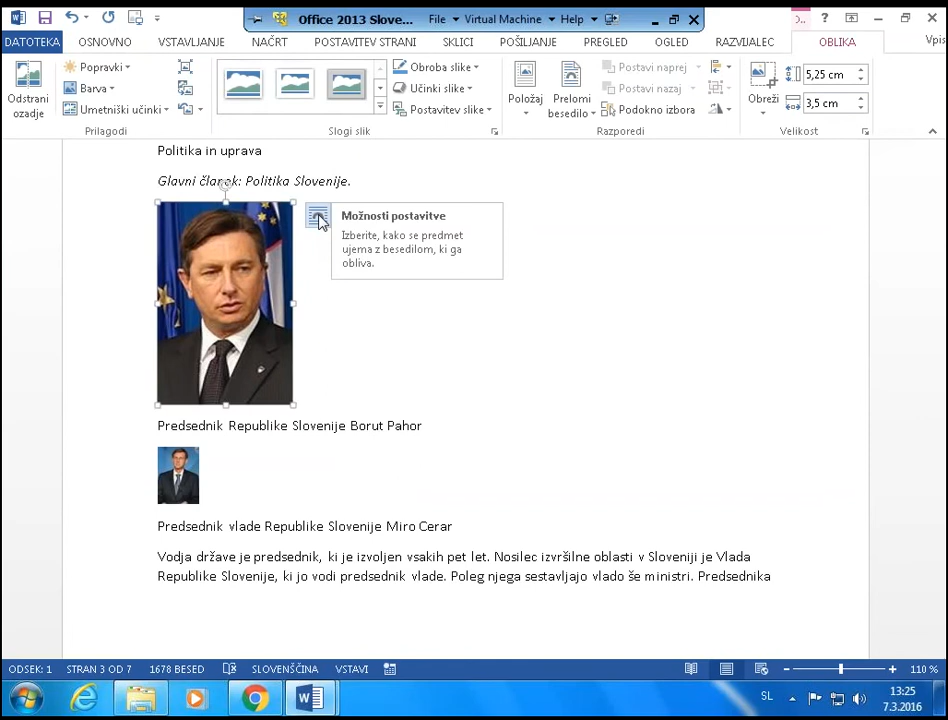 Office 2013 Slove... File Virtual Machine Help
DATOTEKA OSNOVNO VSTAVLJANJE NAČRT POSTAVITEV STRANI SKLICI POŠILJANJE PREGLED OGLED RAZVIJALEC OBLIKA Vpis
Odstrani ozadje
Popravki
Barva
Umetniški učinki
Prilagodi
Obroba slike
Učinki slike
Postavitev slike
Slogi slik
Položaj
Prelomi besedilo
Postavi naprej
Postavi nazaj
Podokno izbora
Razporedi
Obreži
5,25 cm
3,5 cm
Velikost
Politika in uprava
Glavni članek: Politika Slovenije.
Možnosti postavitve
Izberite, kako se predmet
ujema z besedilom, ki ga
obliva.
Predsednik Republike Slovenije Borut Pahor
Predsednik vlade Republike Slovenije Miro Cerar
Vodja države je predsednik, ki je izvoljen vsakih pet let. Nosilec izvršilne oblasti v Sloveniji je Vlada
Republike Slovenije, ki jo vodi predsednik vlade. Poleg njega sestavljajo vlado še ministri. Predsednika
ODSEK: 1 STRAN 3 OD 7 1678 BESED SLOVENŠČINA VSTAVI 110 %
SL 13:25
7.3.2016